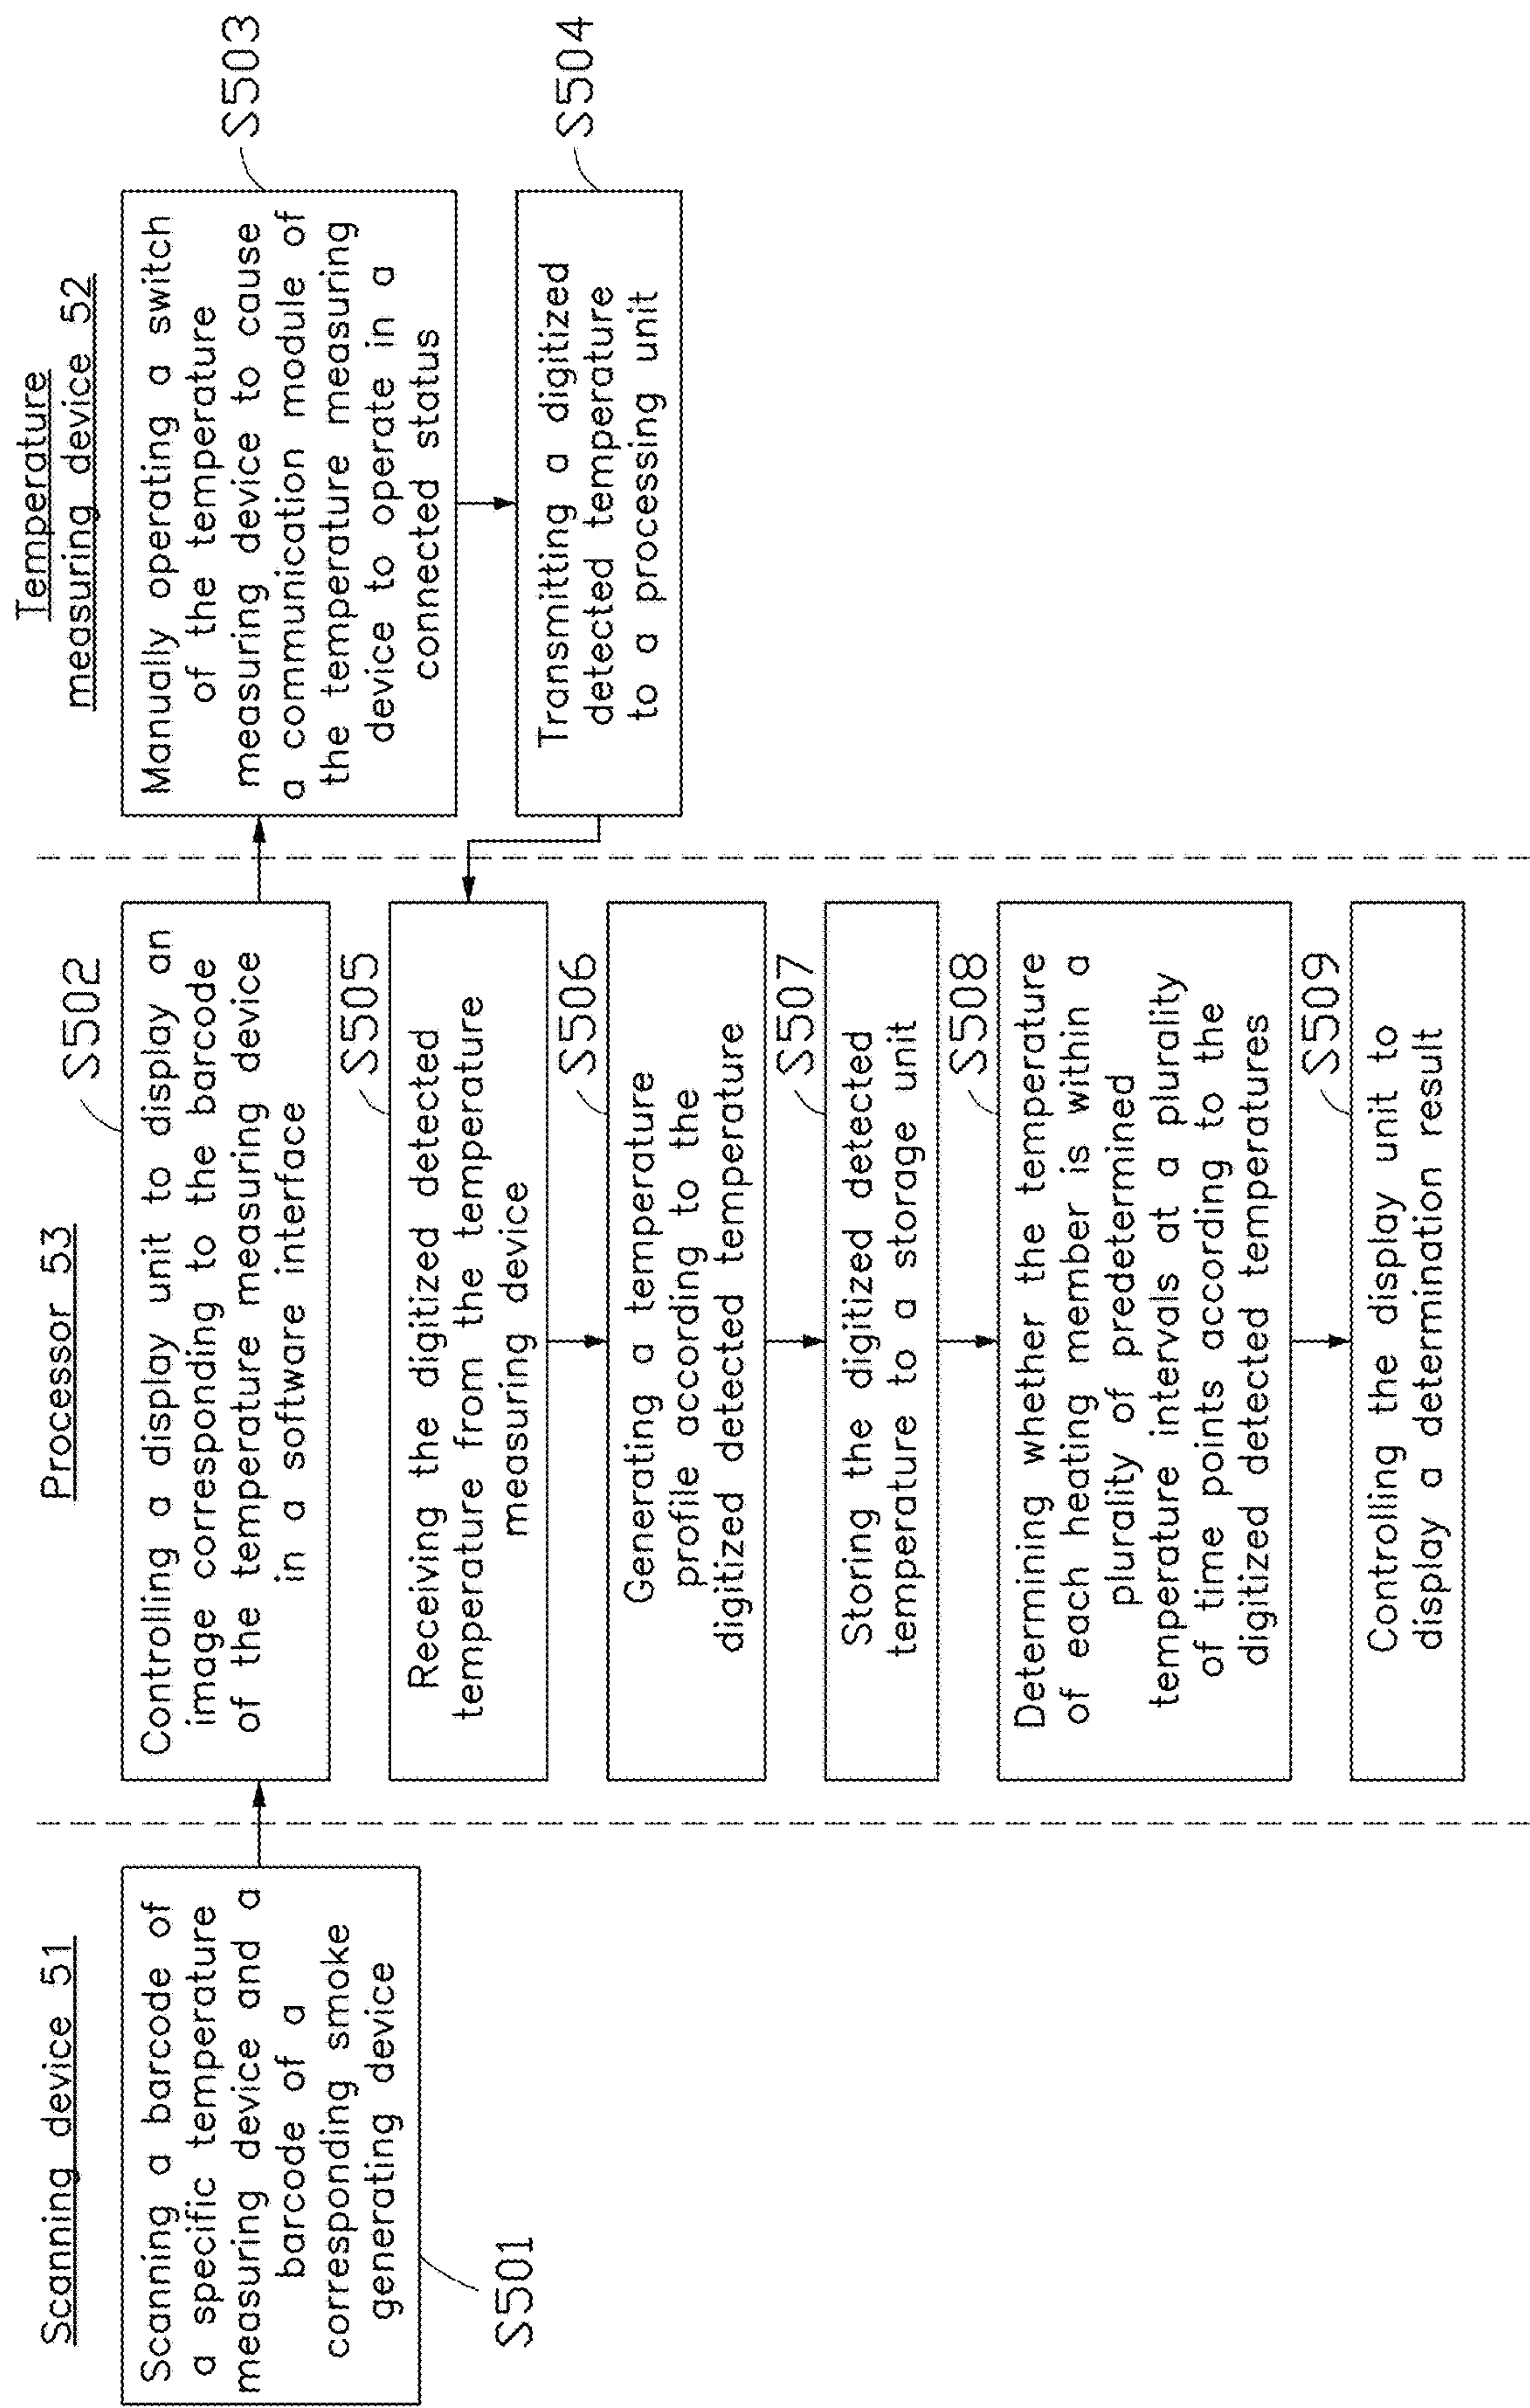 Scanning device 51
Scanning a barcode of
a specific temperature
measuring device and a
barcode of a
corresponding smoke
generating device
S501
Processor 53
S502
Controlling a display unit to display an
image corresponding to the barcode
of the temperature measuring device
in a software interface
S505
Receiving the digitized detected
temperature from the temperature
measuring device
S506
Generating a temperature
profile according to the
digitized detected temperature
S507
Storing the digitized detected
temperature to a storage unit
S508
Determining whether the temperature
of each heating member is within a
plurality of predetermined
temperature intervals at a plurality
of time points according to the
digitized detected temperatures
S509
Controlling the display unit to
display a determination result
Temperature
measuring device 52
Manually operating a switch
of the temperature
measuring device to cause
a communication module of
the temperature measuring
device to operate in a
connected status
S503
Transmitting a digitized
detected temperature
to a processing unit
S504